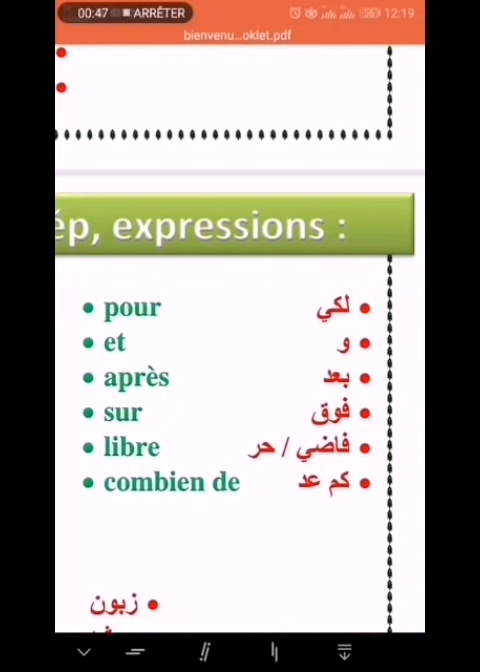 00:47 ARRÊTER 12:19
bienvenu...oklet.pdf
ép, expressions :
• pour لكي •
• et و •
• après بعد •
• sur فوق •
• libre فاضي / حر •
• combien de كم عد •
زبون •